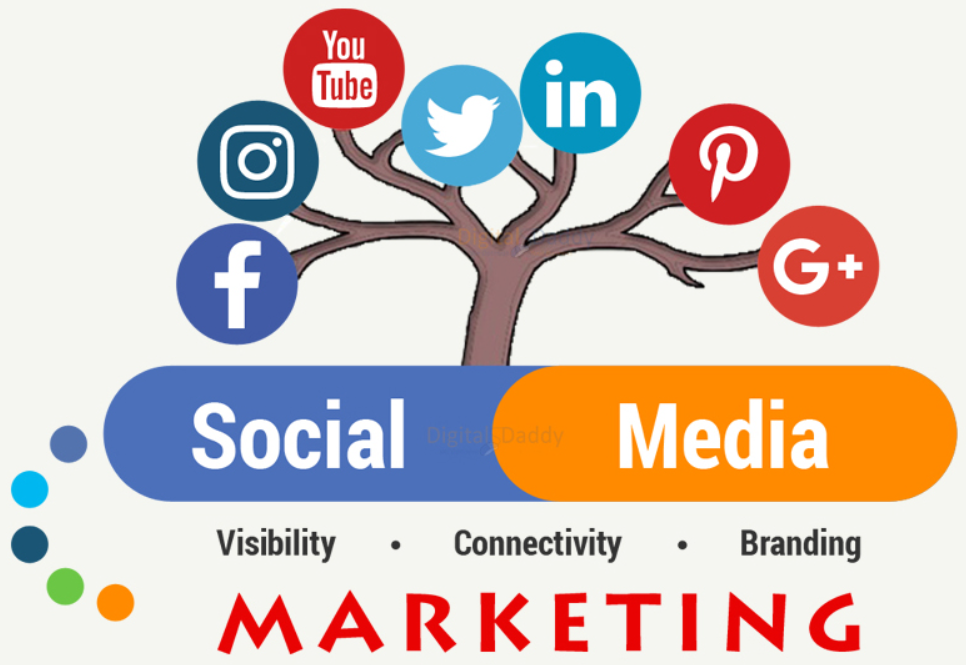 You
Tube
in
f
G+
Social Media
Digital Daddy
Visibility • Connectivity • Branding
MARKETING